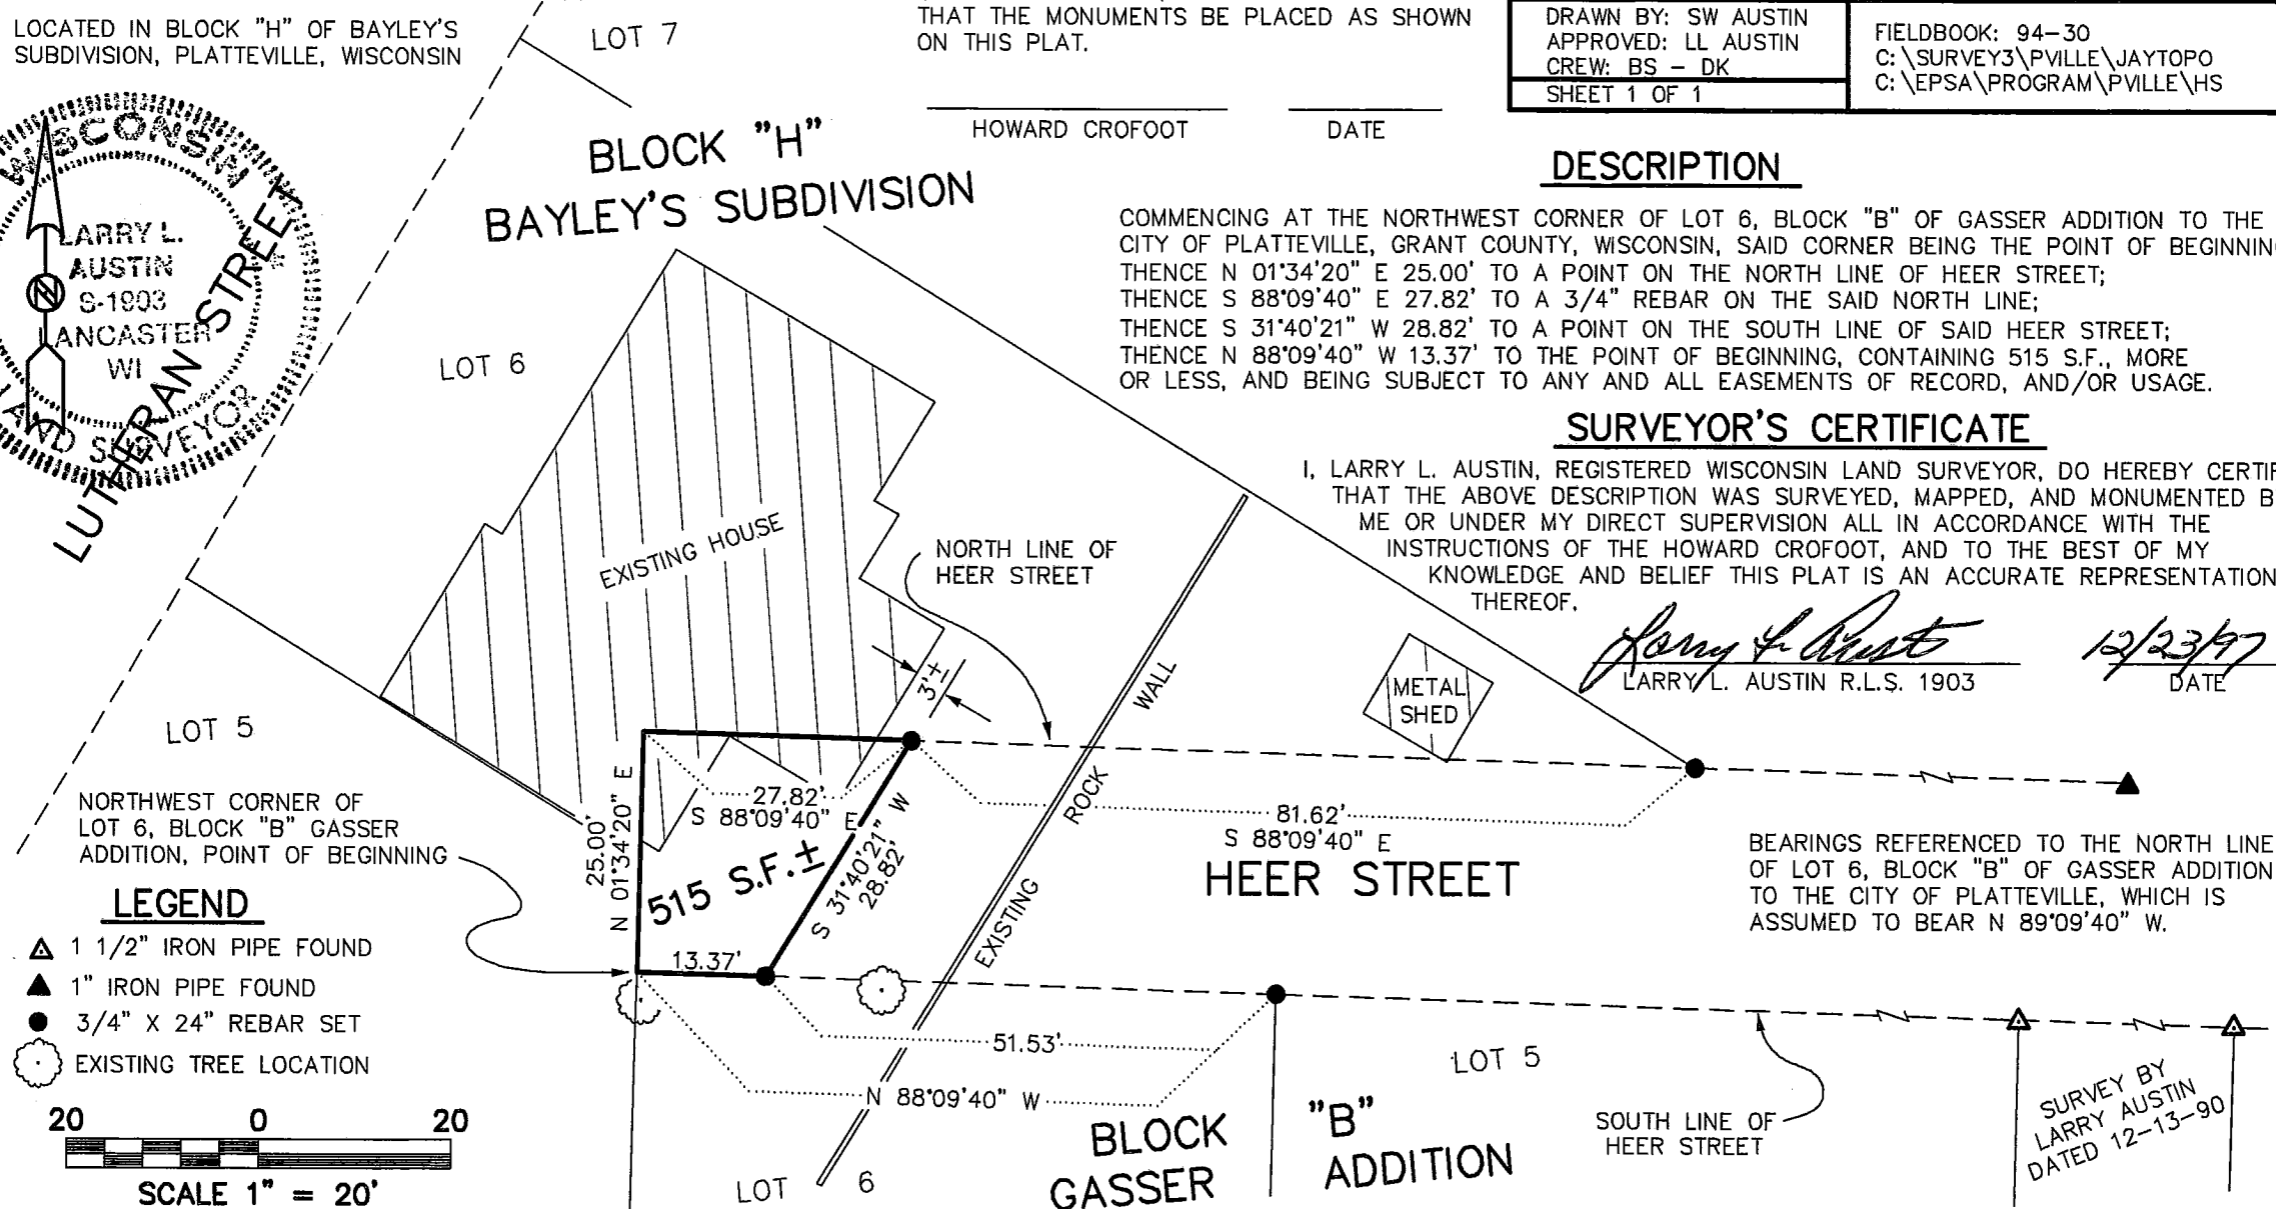 LOCATED IN BLOCK "H" OF BAYLEY'S
SUBDIVISION, PLATTEVILLE, WISCONSIN
LOT 7
THAT THE MONUMENTS BE PLACED AS SHOWN
ON THIS PLAT.
HOWARD CROFOOT
DATE
DRAWN BY: SW AUSTIN
APPROVED: LL AUSTIN
CREW: BS – DK
SHEET 1 OF 1
FIELDBOOK: 94–30
C:\SURVEY3\PVILLE\JAYTOPO
C:\EPSA\PROGRAM\PVILLE\HS
WISCONSIN
LARRY L.
AUSTIN
S-1903
LANCASTER
WI
LAND SURVEYOR
N
LUTHERAN STREET
BLOCK "H"
BAYLEY'S SUBDIVISION
DESCRIPTION
COMMENCING AT THE NORTHWEST CORNER OF LOT 6, BLOCK "B" OF GASSER ADDITION TO THE
CITY OF PLATTEVILLE, GRANT COUNTY, WISCONSIN, SAID CORNER BEING THE POINT OF BEGINNIN
THENCE N 01°34'20" E 25.00' TO A POINT ON THE NORTH LINE OF HEER STREET;
THENCE S 88°09'40" E 27.82' TO A 3/4" REBAR ON THE SAID NORTH LINE;
THENCE S 31°40'21" W 28.82' TO A POINT ON THE SOUTH LINE OF SAID HEER STREET;
THENCE N 88°09'40" W 13.37' TO THE POINT OF BEGINNING, CONTAINING 515 S.F., MORE
OR LESS, AND BEING SUBJECT TO ANY AND ALL EASEMENTS OF RECORD, AND/OR USAGE.
SURVEYOR'S CERTIFICATE
I, LARRY L. AUSTIN, REGISTERED WISCONSIN LAND SURVEYOR, DO HEREBY CERTIF
THAT THE ABOVE DESCRIPTION WAS SURVEYED, MAPPED, AND MONUMENTED B
ME OR UNDER MY DIRECT SUPERVISION ALL IN ACCORDANCE WITH THE
INSTRUCTIONS OF THE HOWARD CROFOOT, AND TO THE BEST OF MY
KNOWLEDGE AND BELIEF THIS PLAT IS AN ACCURATE REPRESENTATION
THEREOF.
Larry L. Austin
12/23/97
LARRY L. AUSTIN R.L.S. 1903
DATE
LOT 6
EXISTING HOUSE
NORTH LINE OF
HEER STREET
3'±
EXISTING ROCK WALL
METAL
SHED
LOT 5
NORTHWEST CORNER OF
LOT 6, BLOCK "B" GASSER
ADDITION, POINT OF BEGINNING
25.00'
N 01°34'20" E
27.82'
S 88°09'40" E
S 31°40'21" W
28.82'
515 S.F.±
13.37'
81.62'
S 88°09'40" E
HEER STREET
BEARINGS REFERENCED TO THE NORTH LINE
OF LOT 6, BLOCK "B" OF GASSER ADDITION
TO THE CITY OF PLATTEVILLE, WHICH IS
ASSUMED TO BEAR N 89°09'40" W.
LEGEND
1 1/2" IRON PIPE FOUND
1" IRON PIPE FOUND
3/4" X 24" REBAR SET
EXISTING TREE LOCATION
20 0 20
SCALE 1" = 20'
51.53'
N 88°09'40" W
LOT 5
LOT 6
BLOCK "B"
GASSER ADDITION
SOUTH LINE OF
HEER STREET
SURVEY BY
LARRY AUSTIN
DATED 12–13–90